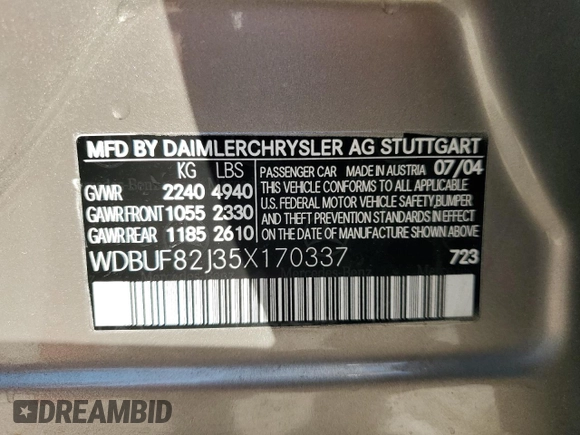 MFD BY DAIMLERCHRYSLER AG STUTTGART
KG LBS
GVWR 2240 4940
GAWR FRONT 1055 2330
GAWR REAR 1185 2610
PASSENGER CAR MADE IN AUSTRIA 07/04
THIS VEHICLE CONFORMS TO ALL APPLICABLE
U.S. FEDERAL MOTOR VEHICLE SAFETY,BUMPER
AND THEFT PREVENTION STANDARDS IN EFFECT
ON THE DATE OF MANUFACTURE SHOWN ABOVE.
WDBUF82J35X170337 723
DREAMBID